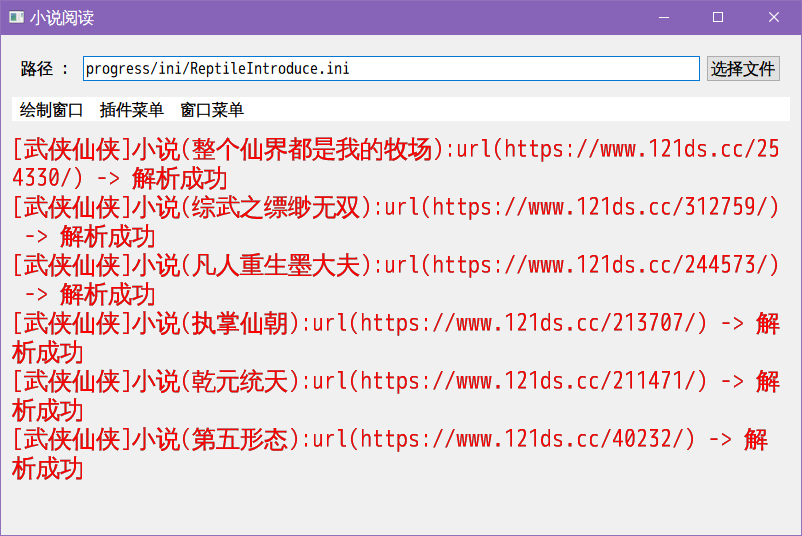 小说阅读
路径 : progress/ini/ReptileIntroduce.ini 选择文件
绘制窗口 插件菜单 窗口菜单
[武侠仙侠]小说(整个仙界都是我的牧场):url(https://www.121ds.cc/25
4330/) -> 解析成功
[武侠仙侠]小说(综武之缥缈无双):url(https://www.121ds.cc/312759/)
-> 解析成功
[武侠仙侠]小说(凡人重生墨大夫):url(https://www.121ds.cc/244573/)
-> 解析成功
[武侠仙侠]小说(执掌仙朝):url(https://www.121ds.cc/213707/) -> 解
析成功
[武侠仙侠]小说(乾元统天):url(https://www.121ds.cc/211471/) -> 解
析成功
[武侠仙侠]小说(第五形态):url(https://www.121ds.cc/40232/) -> 解
析成功